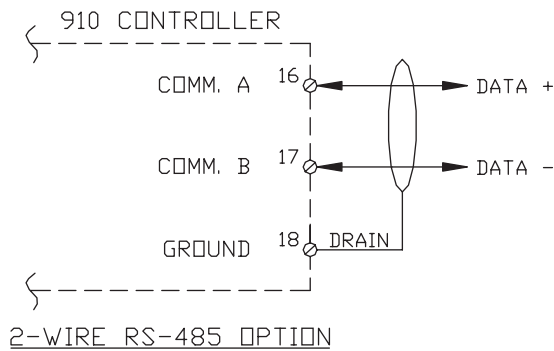 910 CONTROLLER
COMM. A 16 DATA +
COMM. B 17 DATA -
GROUND 18 DRAIN
2-WIRE RS-485 OPTION